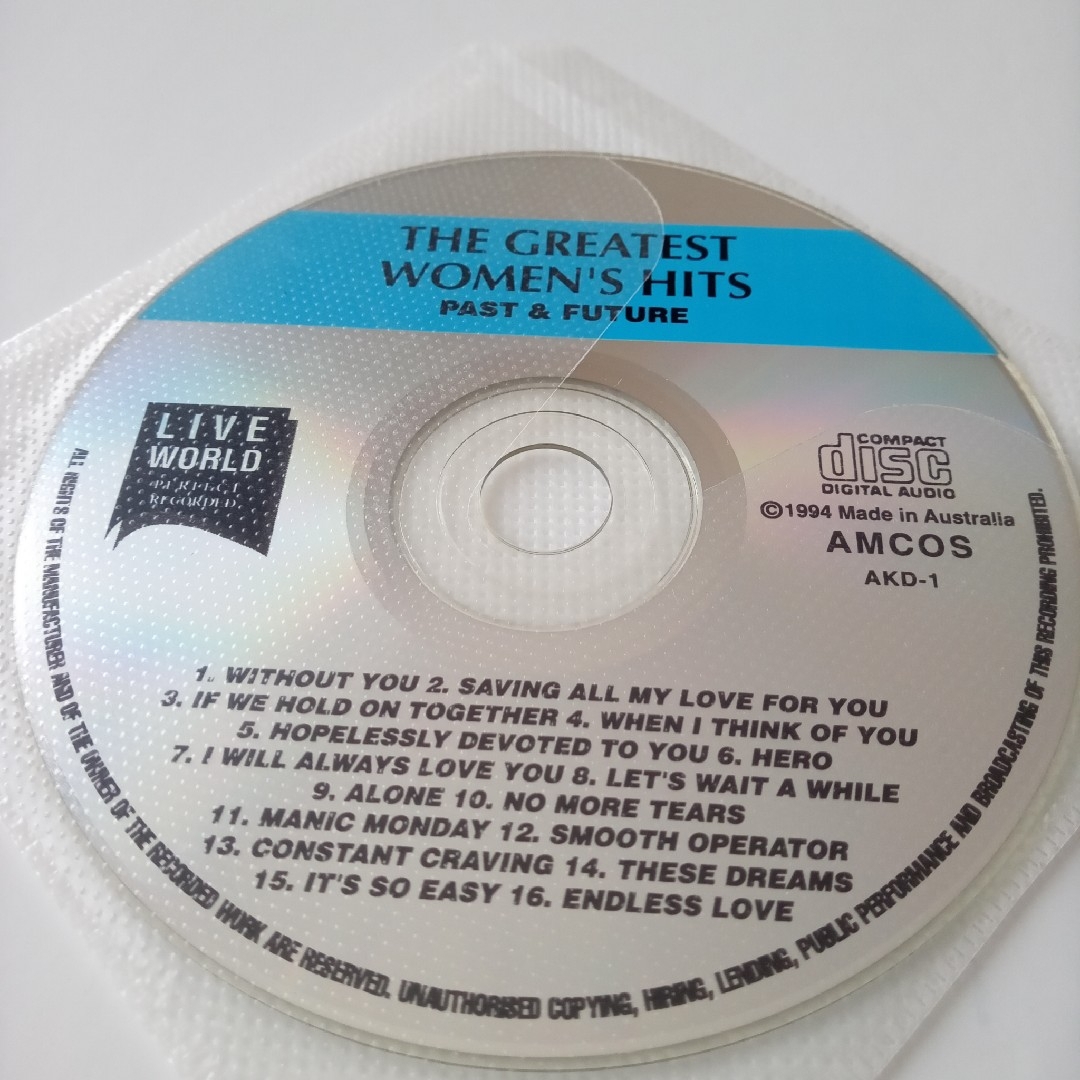 THE GREATEST
WOMEN'S HITS
PAST & FUTURE
LIVE
WORLD
PERFECT
RECORDED
COMPACT
disc
DIGITAL AUDIO
©1994 Made in Australia
AMCOS
AKD-1
1. WITHOUT YOU 2. SAVING ALL MY LOVE FOR YOU
3. IF WE HOLD ON TOGETHER 4. WHEN I THINK OF YOU
5. HOPELESSLY DEVOTED TO YOU 6. HERO
7. I WILL ALWAYS LOVE YOU 8. LET'S WAIT A WHILE
9. ALONE 10. NO MORE TEARS
11. MANIC MONDAY 12. SMOOTH OPERATOR
13. CONSTANT CRAVING 14. THESE DREAMS
15. IT'S SO EASY 16. ENDLESS LOVE
ALL RIGHTS OF THE MANUFACTURER AND OF THE OWNER OF THE RECORDED WORK ARE RESERVED. UNAUTHORISED COPYING, HIRING, LENDING, PUBLIC PERFORMANCE AND BROADCASTING OF THIS RECORDING PROHIBITED.